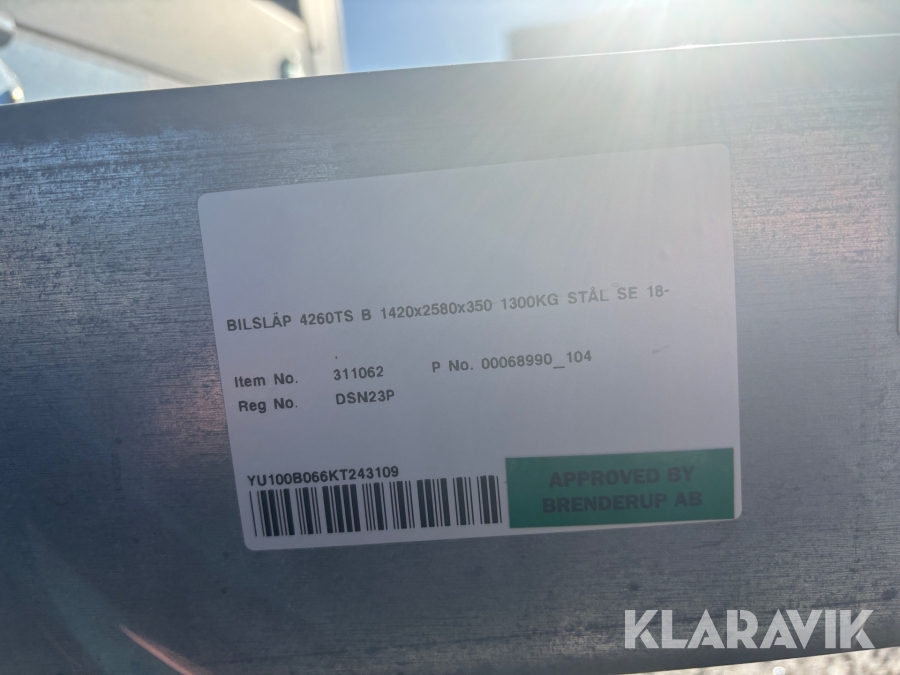 BILSLÄP 4260TS B 1420x2580x350 1300KG STÅL SE 18-
Item No. 311062 P No. 00068990_104
Reg No. DSN23P
YU100B066KT243109
APPROVED BY
BRENDERUP AB
KLARAVIK